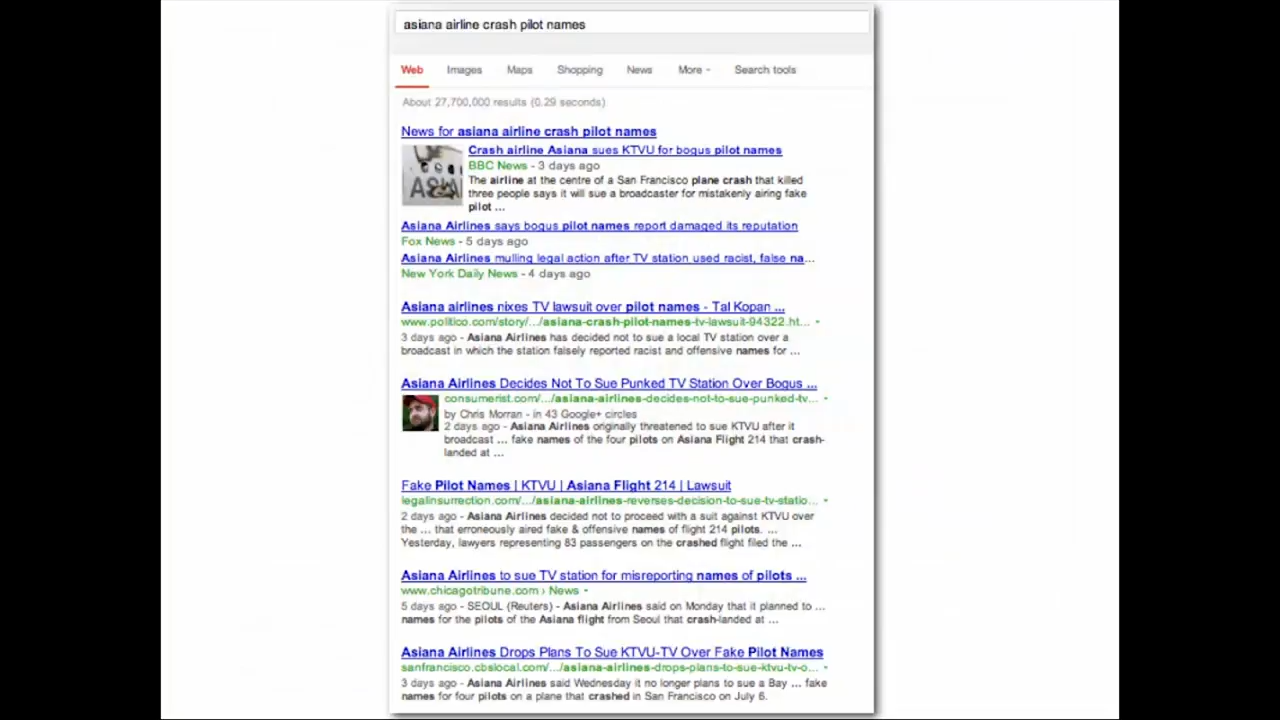 asiana airline crash pilot names
Web Images Maps Shopping News More Search tools
About 27,700,000 results (0.29 seconds)
News for asiana airline crash pilot names
Crash airline Asiana sues KTVU for bogus pilot names
BBC News - 3 days ago
The airline at the centre of a San Francisco plane crash that killed
three people says it will sue a broadcaster for mistakenly airing fake
pilot ...
Asiana Airlines says bogus pilot names report damaged its reputation
Fox News - 5 days ago
Asiana Airlines mulling legal action after TV station used racist, false na...
New York Daily News - 4 days ago
Asiana airlines nixes TV lawsuit over pilot names - Tal Kopan ...
www.politico.com/story/.../asiana-crash-pilot-names-tv-lawsuit-94322.ht...
3 days ago - Asiana Airlines has decided not to sue a local TV station over a
broadcast in which the station falsely reported racist and offensive names for ...
Asiana Airlines Decides Not To Sue Punked TV Station Over Bogus ...
consumerist.com/.../asiana-airlines-decides-not-to-sue-punked-tv...
by Chris Morran - in 43 Google+ circles
2 days ago - Asiana Airlines originally threatened to sue KTVU after it
broadcast ... fake names of the four pilots on Asiana Flight 214 that crash-
landed at ...
Fake Pilot Names | KTVU | Asiana Flight 214 | Lawsuit
legalinsurrection.com/.../asiana-airlines-reverses-decision-to-sue-tv-statio...
2 days ago - Asiana Airlines decided not to proceed with a suit against KTVU over
the ... that erroneously aired fake & offensive names of flight 214 pilots. ...
Yesterday, lawyers representing 83 passengers on the crashed flight filed the ...
Asiana Airlines to sue TV station for misreporting names of pilots ...
www.chicagotribune.com › News
5 days ago - SEOUL (Reuters) - Asiana Airlines said on Monday that it planned to ...
names for the pilots of the Asiana flight from Seoul that crash-landed at ...
Asiana Airlines Drops Plans To Sue KTVU-TV Over Fake Pilot Names
sanfrancisco.cbslocal.com/.../asiana-airlines-drops-plans-to-sue-ktvu-tv-o...
3 days ago - Asiana Airlines said Wednesday it no longer plans to sue a Bay ... fake
names for four pilots on a plane that crashed in San Francisco on July 6.